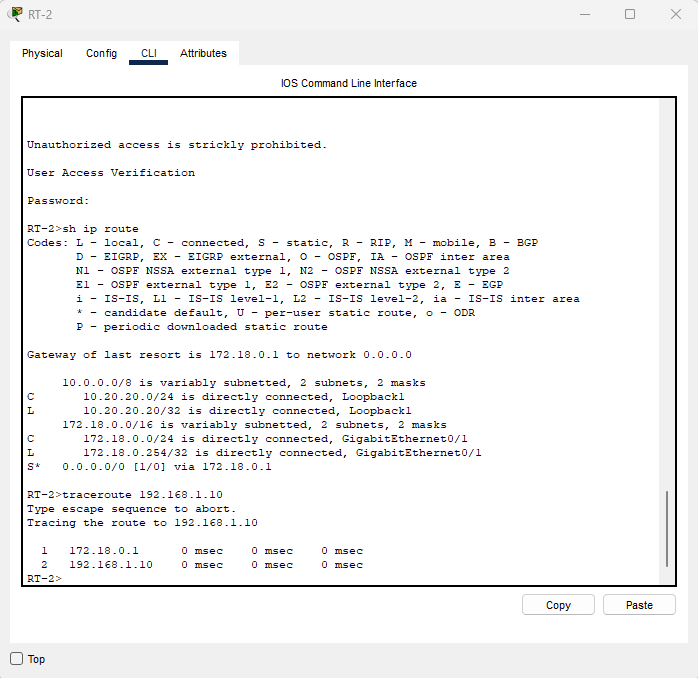 RT-2
Physical Config CLI Attributes
IOS Command Line Interface
Unauthorized access is strickly prohibited.
User Access Verification
Password:
RT-2>sh ip route
Codes: L - local, C - connected, S - static, R - RIP, M - mobile, B - BGP
D - EIGRP, EX - EIGRP external, O - OSPF, IA - OSPF inter area
N1 - OSPF NSSA external type 1, N2 - OSPF NSSA external type 2
E1 - OSPF external type 1, E2 - OSPF external type 2, E - EGP
i - IS-IS, L1 - IS-IS level-1, L2 - IS-IS level-2, ia - IS-IS inter area
* - candidate default, U - per-user static route, o - ODR
P - periodic downloaded static route
Gateway of last resort is 172.18.0.1 to network 0.0.0.0
10.0.0.0/8 is variably subnetted, 2 subnets, 2 masks
C 10.20.20.0/24 is directly connected, Loopback1
L 10.20.20.20/32 is directly connected, Loopback1
172.18.0.0/16 is variably subnetted, 2 subnets, 2 masks
C 172.18.0.0/24 is directly connected, GigabitEthernet0/1
L 172.18.0.254/32 is directly connected, GigabitEthernet0/1
S* 0.0.0.0/0 [1/0] via 172.18.0.1
RT-2>traceroute 192.168.1.10
Type escape sequence to abort.
Tracing the route to 192.168.1.10
1 172.18.0.1 0 msec 0 msec 0 msec
2 192.168.1.10 0 msec 0 msec 0 msec
RT-2>
Copy Paste
Top